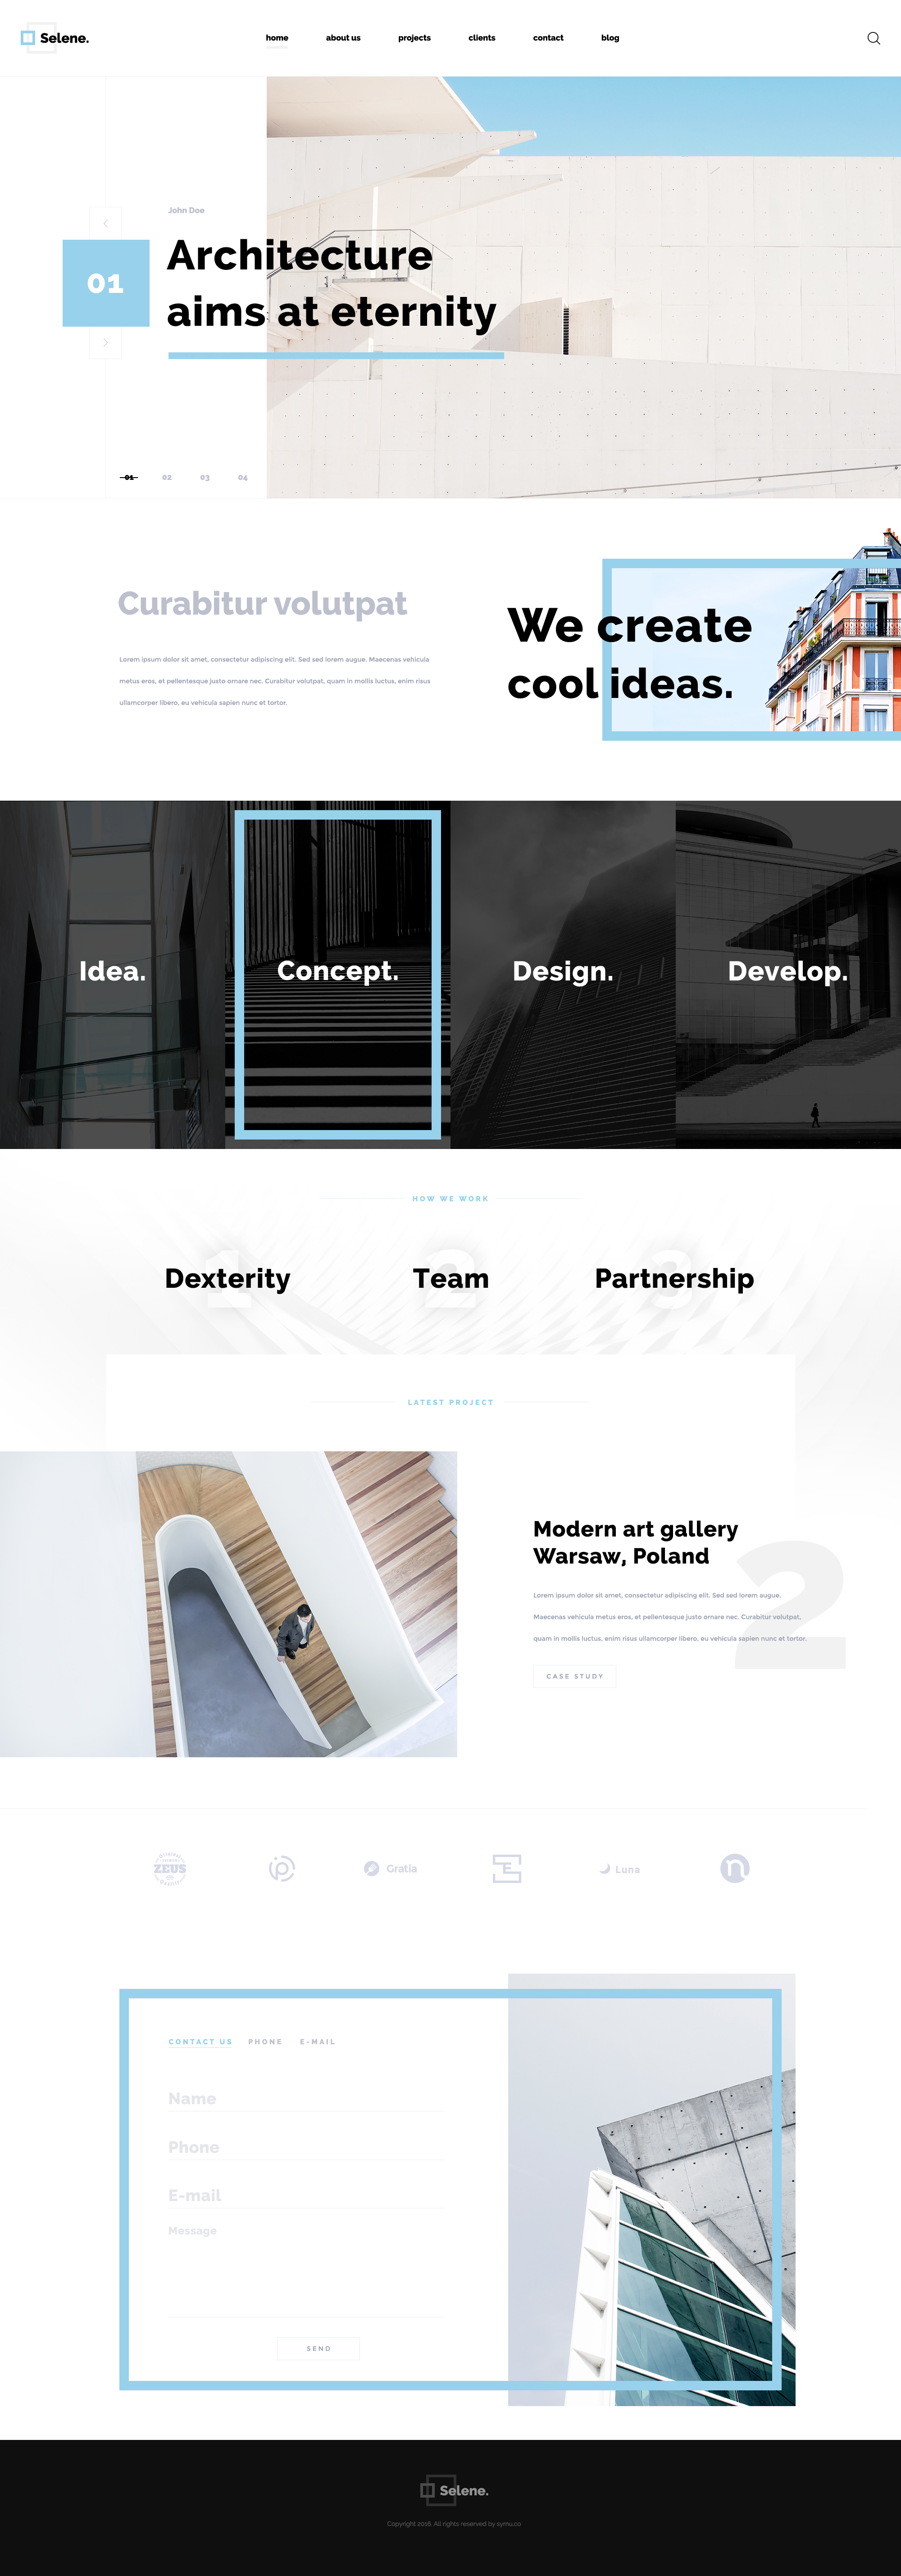 Selene.
home about us projects clients contact blog
John Doe
01
Architecture
aims at eternity
01 02 03 04
Curabitur volutpat
Lorem ipsum dolor sit amet, consectetur adipiscing elit. Sed sed lorem augue. Maecenas vehicula
metus eros, et pellentesque justo ornare nec. Curabitur volutpat, quam in mollis luctus, enim risus
ullamcorper libero, eu vehicula sapien nunc et tortor.
We create
cool ideas.
Idea. Concept. Design. Develop.
HOW WE WORK
1 2 3
Dexterity Team Partnership
LATEST PROJECT
Modern art gallery
Warsaw, Poland
2
Lorem ipsum dolor sit amet, consectetur adipiscing elit. Sed sed lorem augue.
Maecenas vehicula metus eros, et pellentesque justo ornare nec. Curabitur volutpat,
quam in mollis luctus, enim risus ullamcorper libero, eu vehicula sapien nunc et tortor.
CASE STUDY
ZEUS
Gratia
Luna
n
CONTACT US PHONE E-MAIL
Name
Phone
E-mail
Message
SEND
Selene.
Copyright 2018. All rights reserved by symu.co